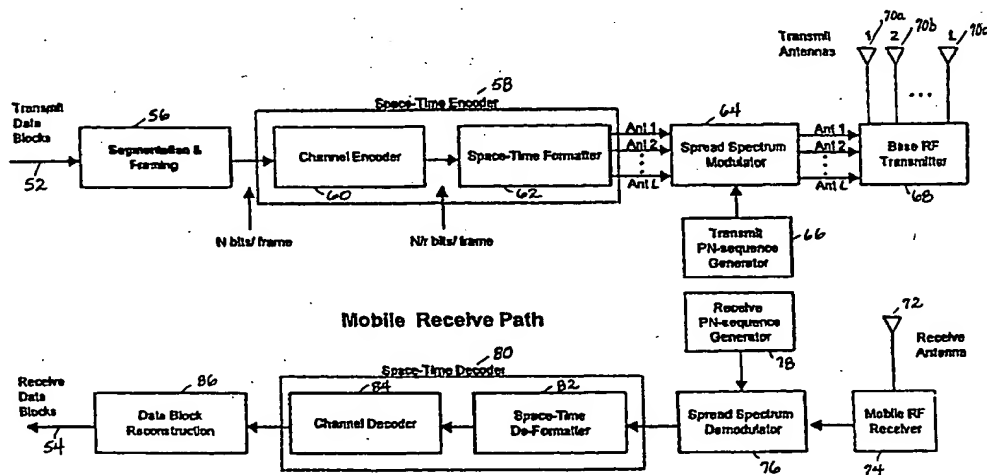 70a
70b
70c
1
2
L
Transmit
Antennas
...
Transmit
Data
Blocks
52
56
Segmentation &
Framing
58
Space-Time Encoder
Channel Encoder
60
Space-Time Formatter
62
Ant 1
Ant 2
Ant L
64
Spread Spectrum
Modulator
Ant 1
Ant 2
Ant L
Base RF
Transmitter
68
N bits/ frame
N/r bits/ frame
Transmit
PN-sequence
Generator
66
Mobile Receive Path
Receive
PN-sequence
Generator
78
72
Receive
Antenna
Receive
Data
Blocks
54
86
Data Block
Reconstruction
80
Space-Time Decoder
84
Channel Decoder
82
Space-Time
De-Formatter
Spread Spectrum
Demodulator
76
Mobile RF
Receiver
74